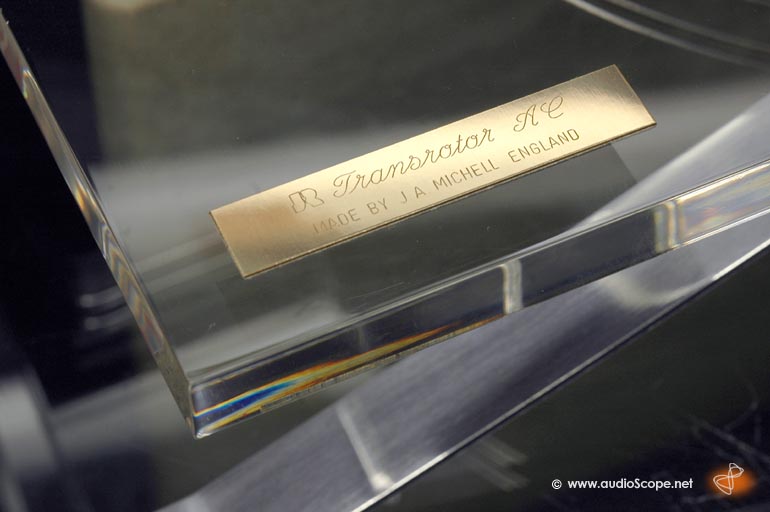 Transrotor AC
MADE BY J A MICHELL ENGLAND
© www.audioScope.net